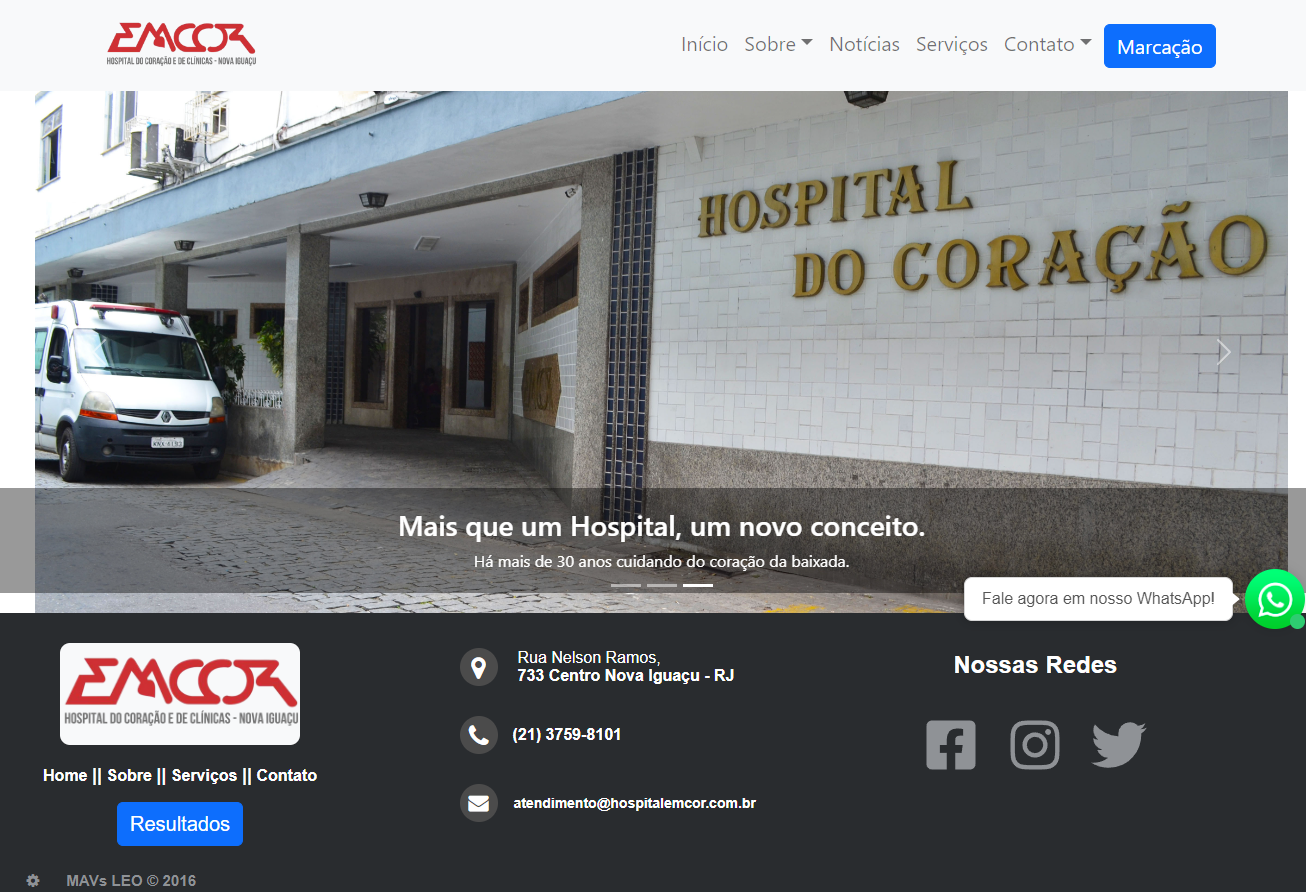 EMCOR
HOSPITAL DO CORAÇÃO E DE CLÍNICAS - NOVA IGUAÇU
Início Sobre Notícias Serviços Contato Marcação
HOSPITAL
DO CORAÇÃO
EMCOR
Mais que um Hospital, um novo conceito.
Há mais de 30 anos cuidando do coração da baixada.
Fale agora em nosso WhatsApp!
EMCOR
HOSPITAL DO CORAÇÃO E DE CLÍNICAS - NOVA IGUAÇU
Home || Sobre || Serviços || Contato
Resultados
Rua Nelson Ramos,
733 Centro Nova Iguaçu - RJ
(21) 3759-8101
atendimento@hospitalemcor.com.br
Nossas Redes
MAVs LEO © 2016